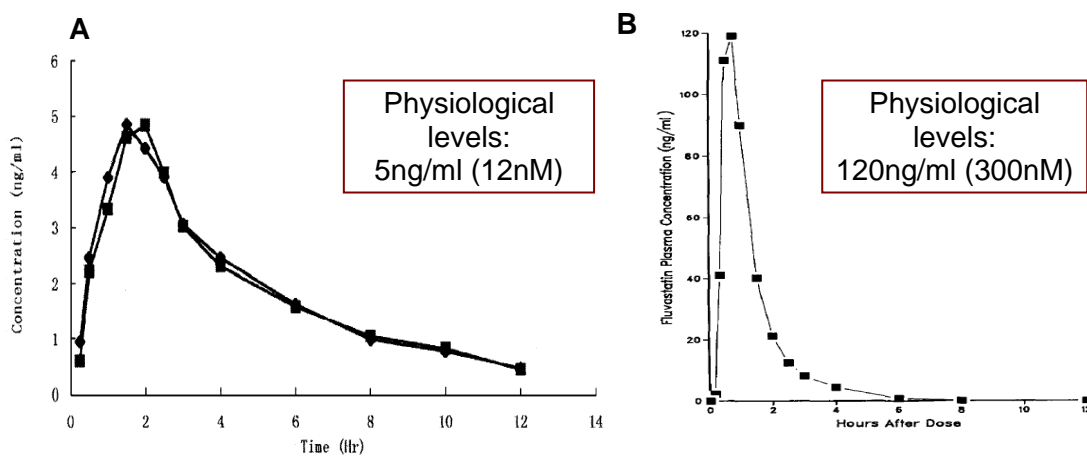 A
6
5
4
3
2
1
0
Concentration (ng/ml)
0 2 4 6 8 10 12 14
Time (Hr)
Physiological
levels:
5ng/ml (12nM)
B
120
100
80
60
40
20
0
Fluvastatin Plasma Concentration (ng/ml)
0 2 4 6 8 10
Hours After Dose
Physiological
levels:
120ng/ml (300nM)